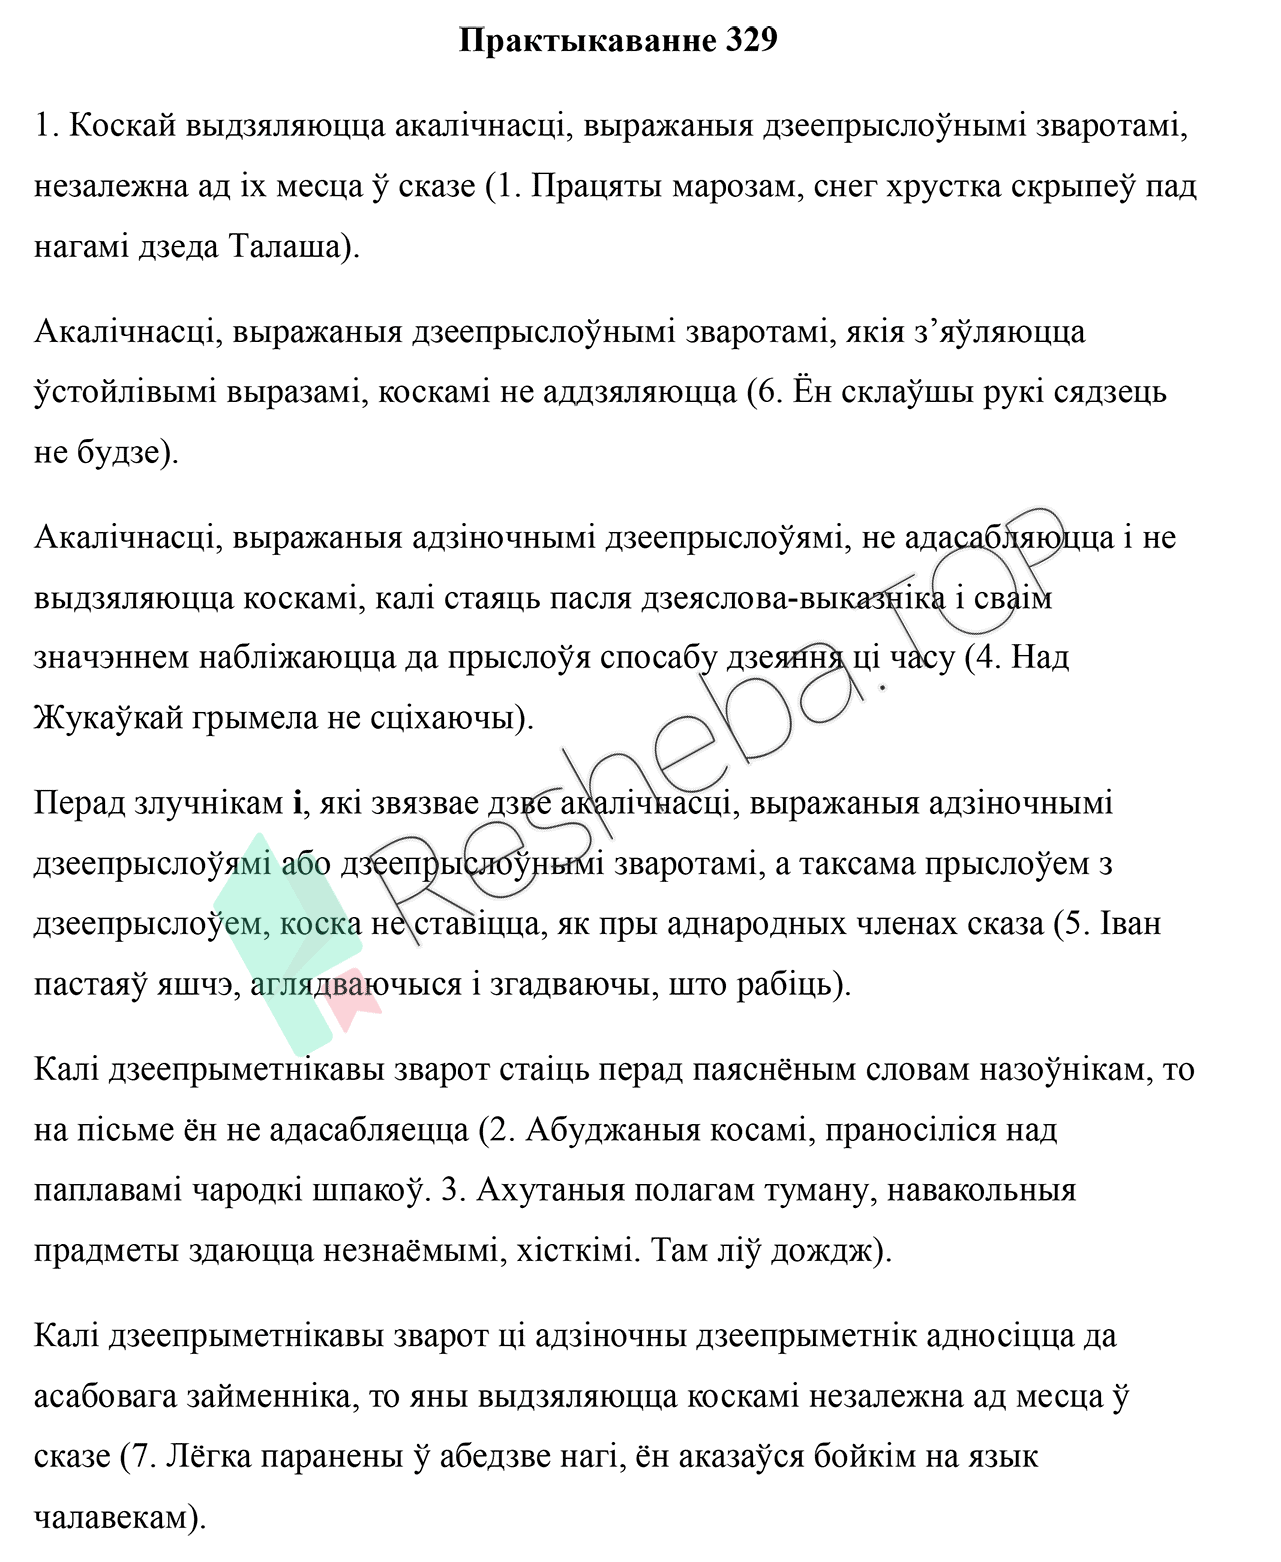 Практыкаванне 329
1. Коскай выдзяляюцца акалічнасці, выражаныя дзеепрыслоўнымі зваротамі,
незалежна ад іх месца ў сказе (1. Працяты марозам, снег хрустка скрыпеў пад
нагамі дзеда Талаша).
Акалічнасці, выражаныя дзеепрыслоўнымі зваротамі, якія з’яўляюцца
ўстойлівымі выразамі, коскамі не аддзяляюцца (6. Ён склаўшы рукі сядзець
не будзе).
Акалічнасці, выражаныя адзіночнымі дзеепрыслоўямі, не адасабляюцца і не
выдзяляюцца коскамі, калі стаяць пасля дзеяслова-выказніка і сваім
значэннем набліжаюцца да прыслоўя спосабу дзеяння ці часу (4. Над
Жукаўкай грымела не сціхаючы).
Перад злучнікам і, які звязвае дзве акалічнасці, выражаныя адзіночнымі
дзеепрыслоўямі або дзеепрыслоўнымі зваротамі, а таксама прыслоўем з
дзеепрыслоўем, коска не ставіцца, як пры аднародных членах сказа (5. Іван
пастаяў яшчэ, аглядваючыся і згадваючы, што рабіць).
Калі дзеепрыметнікавы зварот стаіць перад паяснёным словам назоўнікам, то
на пісьме ён не адасабляецца (2. Абуджаныя косамі, праносіліся над
паплавамі чародкі шпакоў. 3. Ахутаныя полагам туману, навакольныя
прадметы здаюцца незнаёмымі, хісткімі. Там ліў дождж).
Калі дзеепрыметнікавы зварот ці адзіночны дзеепрыметнік адносіцца да
асабовага займенніка, то яны выдзяляюцца коскамі незалежна ад месца ў
сказе (7. Лёгка паранены ў абедзве нагі, ён аказаўся бойкім на язык
чалавекам).
Resheba.TOP